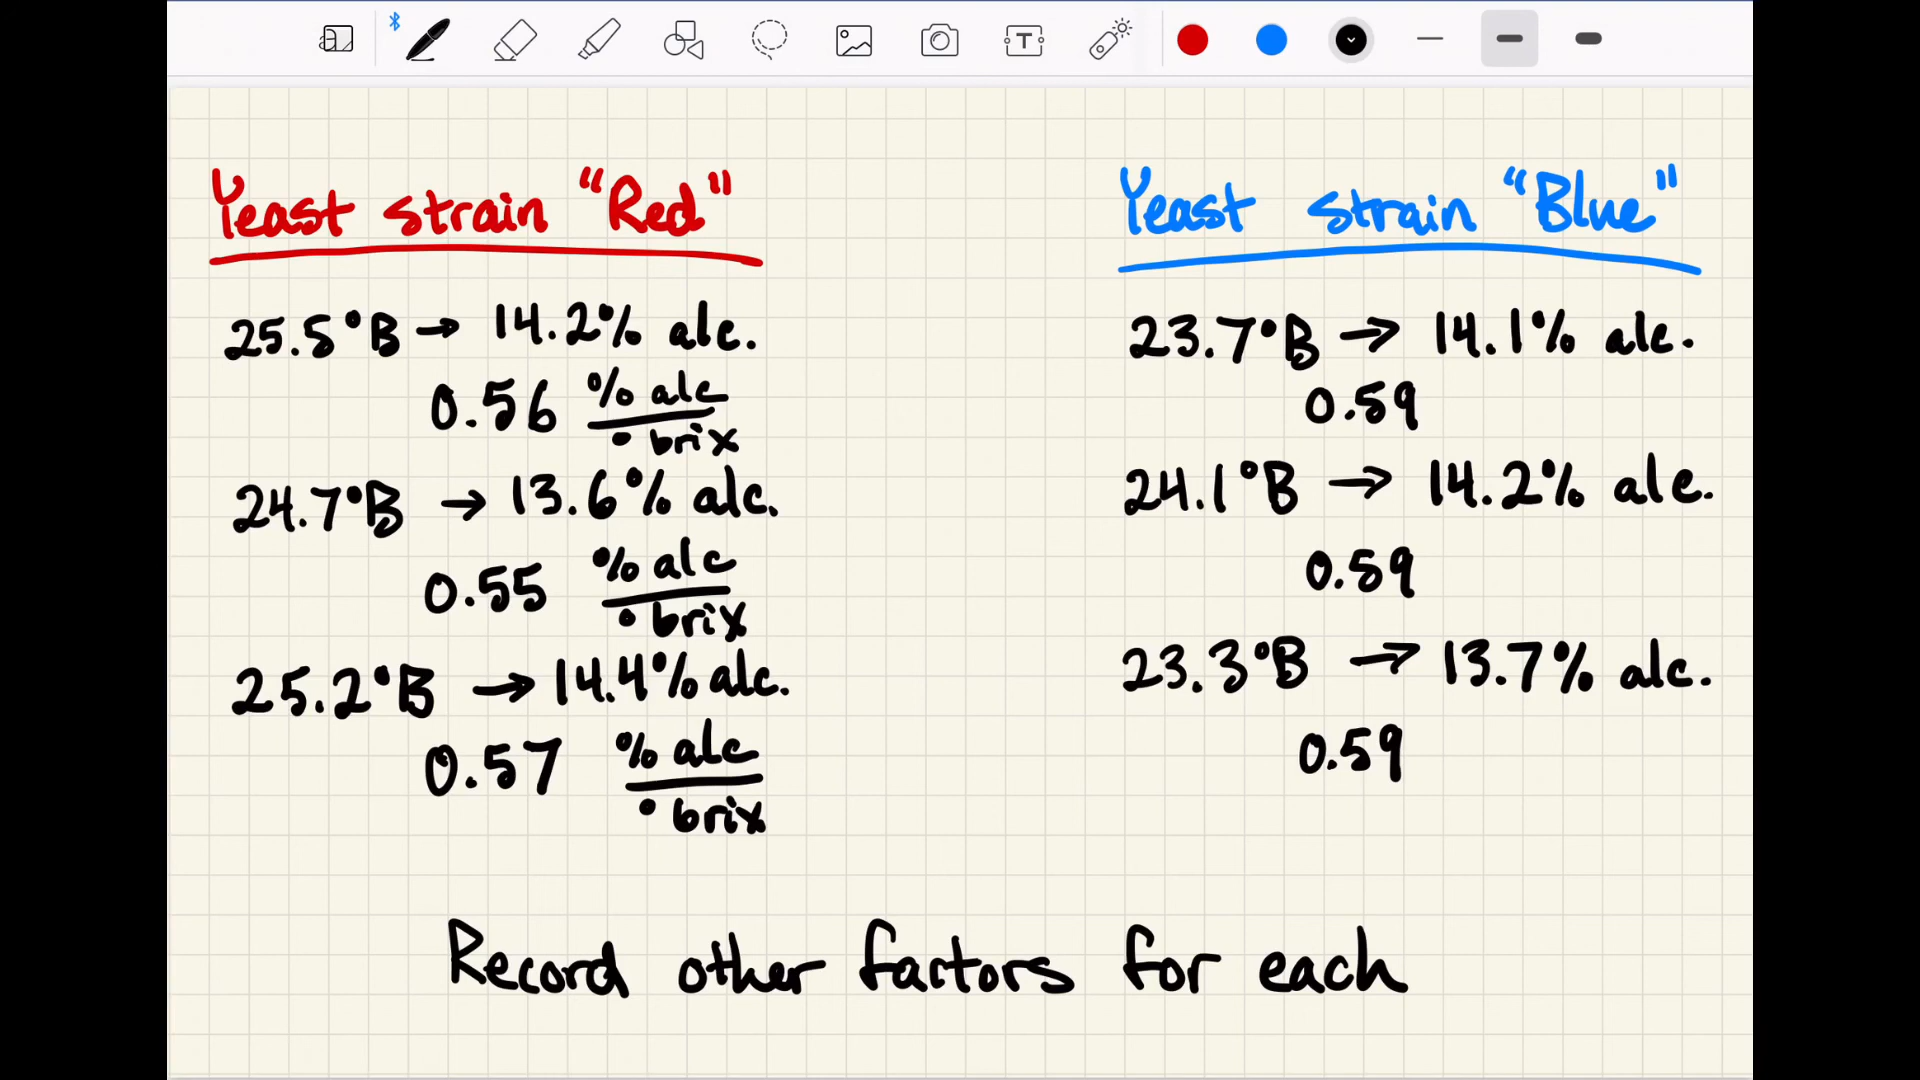 Yeast strain "Red"
25.5°B → 14.2% alc.
0.56 % alc / ° brix
24.7°B → 13.6% alc.
0.55 % alc / ° brix
25.2°B → 14.4% alc.
0.57 % alc / ° brix
Yeast strain "Blue"
23.7°B → 14.1% alc.
0.59
24.1°B → 14.2% alc.
0.59
23.3°B → 13.7% alc.
0.59
Record other factors for each